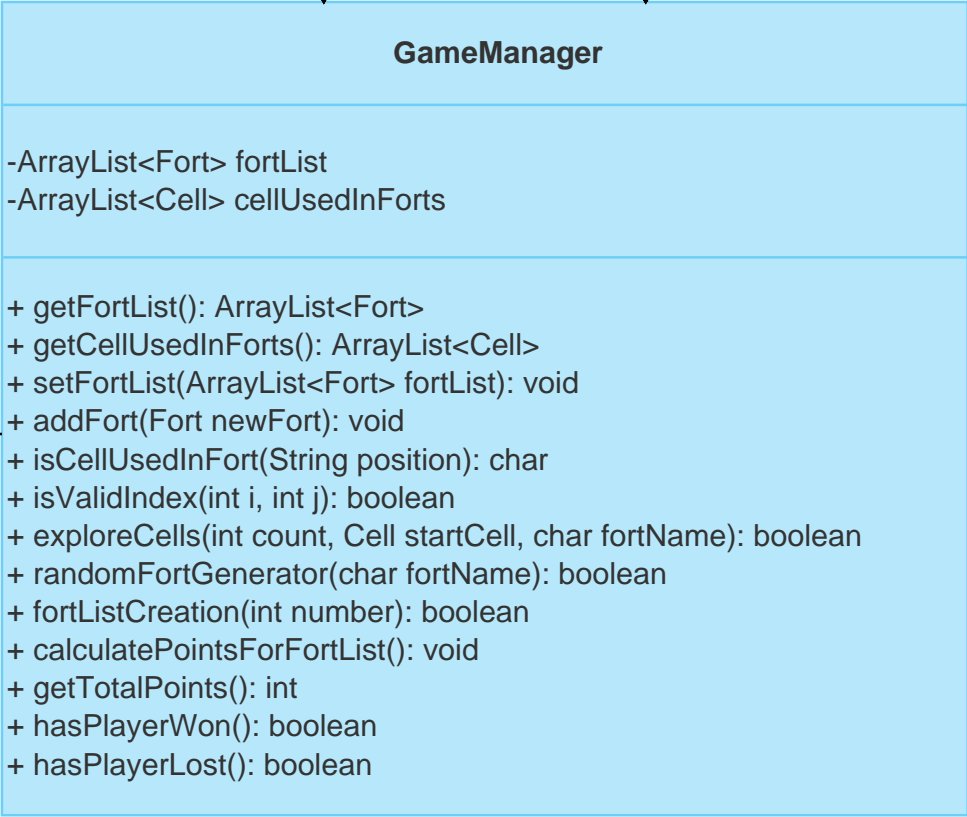 GameManager
-ArrayList<Fort> fortList
-ArrayList<Cell> cellUsedInForts
+ getFortList(): ArrayList<Fort>
+ getCellUsedInForts(): ArrayList<Cell>
+ setFortList(ArrayList<Fort> fortList): void
+ addFort(Fort newFort): void
+ isCellUsedInFort(String position): char
+ isValidIndex(int i, int j): boolean
+ exploreCells(int count, Cell startCell, char fortName): boolean
+ randomFortGenerator(char fortName): boolean
+ fortListCreation(int number): boolean
+ calculatePointsForFortList(): void
+ getTotalPoints(): int
+ hasPlayerWon(): boolean
+ hasPlayerLost(): boolean